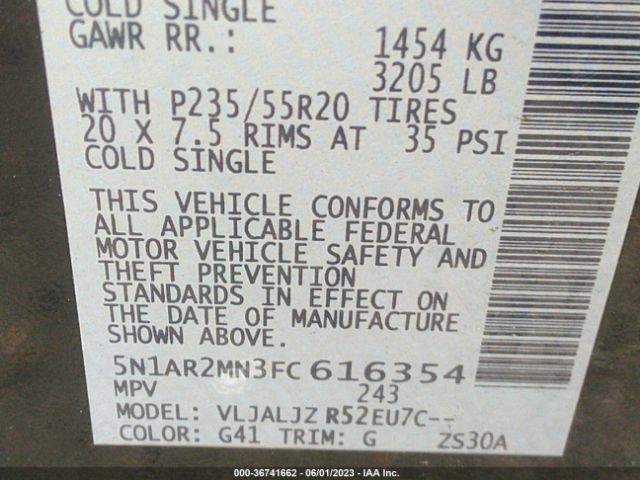 COLD SINGLE
GAWR RR.: 1454 KG
3205 LB
WITH P235/55R20 TIRES
20 X 7.5 RIMS AT 35 PSI
COLD SINGLE
THIS VEHICLE CONFORMS TO
ALL APPLICABLE FEDERAL
MOTOR VEHICLE SAFETY AND
THEFT PREVENTION
STANDARDS IN EFFECT ON
THE DATE OF MANUFACTURE
SHOWN ABOVE.
5N1AR2MN3FC616354
MPV 243
MODEL: VLJALJZ R52EU7C--
COLOR: G41 TRIM: G ZS30A
000-36741662 - 06/01/2023 - IAA Inc.